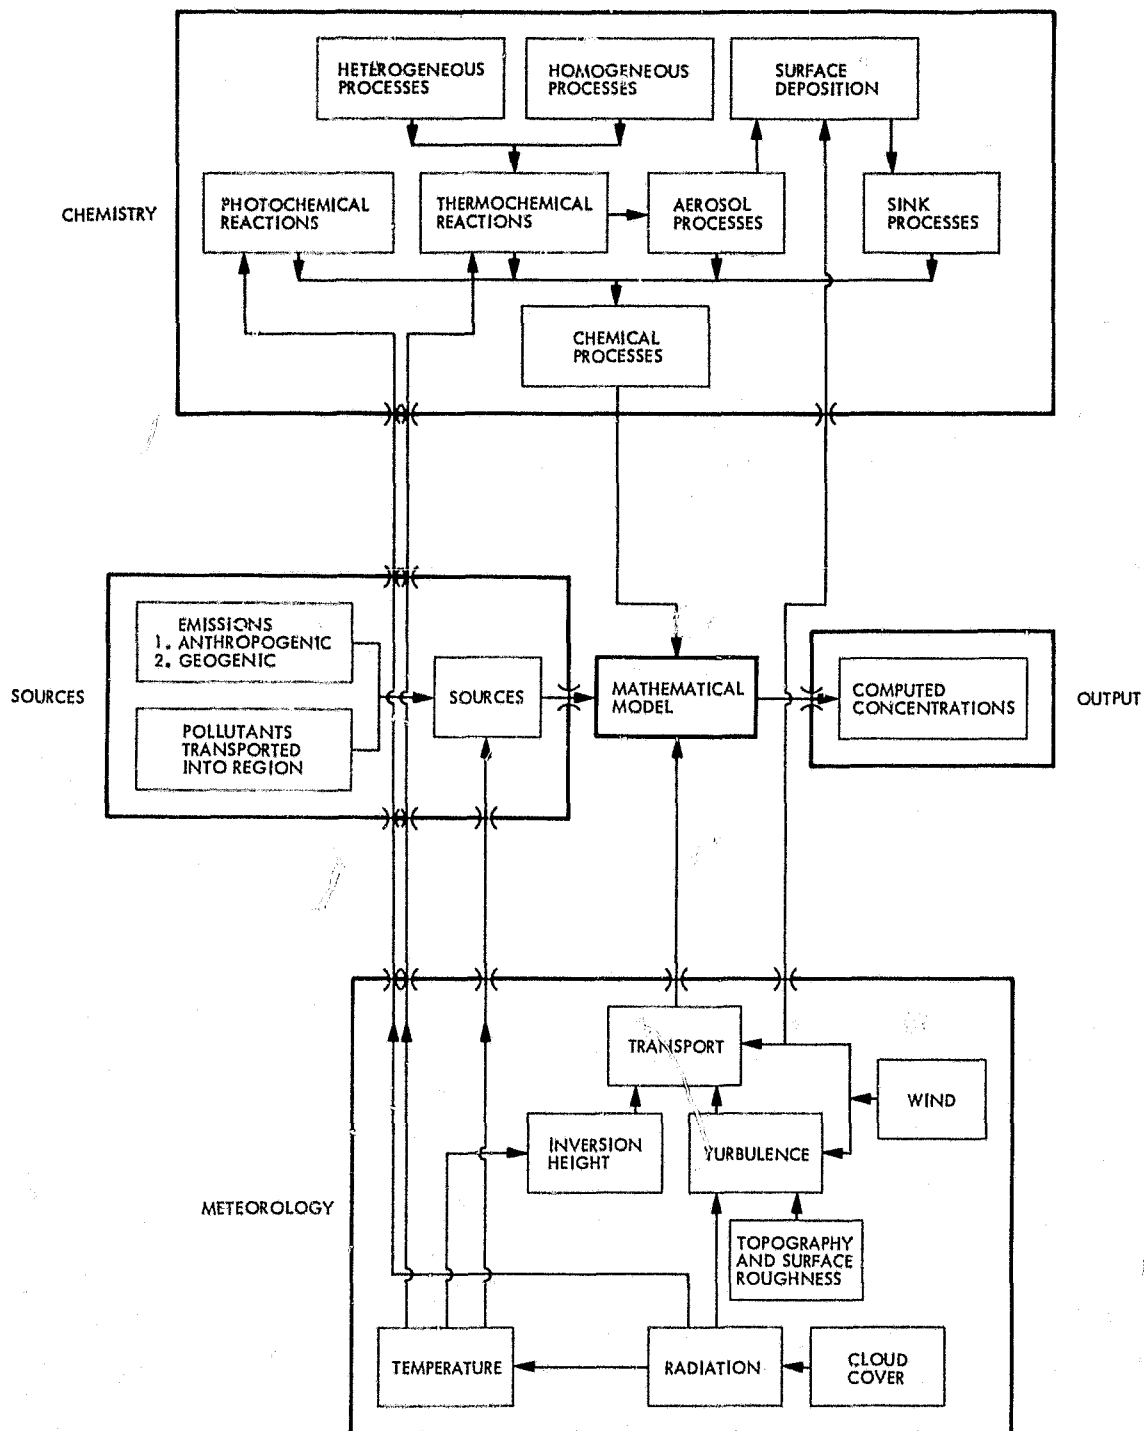 HETEROGENEOUS
PROCESSES
HOMOGENEOUS
PROCESSES
SURFACE
DEPOSITION
CHEMISTRY
PHOTOCHEMICAL
REACTIONS
THERMOCHEMICAL
REACTIONS
AEROSOL
PROCESSES
SINK
PROCESSES
CHEMICAL
PROCESSES
SOURCES
EMISSIONS
1. ANTHROPOGENIC
2. GEOGENIC
POLLUTANTS
TRANSPORTED
INTO REGION
SOURCES
MATHEMATICAL
MODEL
COMPUTED
CONCENTRATIONS
OUTPUT
METEOROLOGY
TRANSPORT
WIND
INVERSION
HEIGHT
TURBULENCE
TOPOGRAPHY
AND SURFACE
ROUGHNESS
TEMPERATURE
RADIATION
CLOUD
COVER